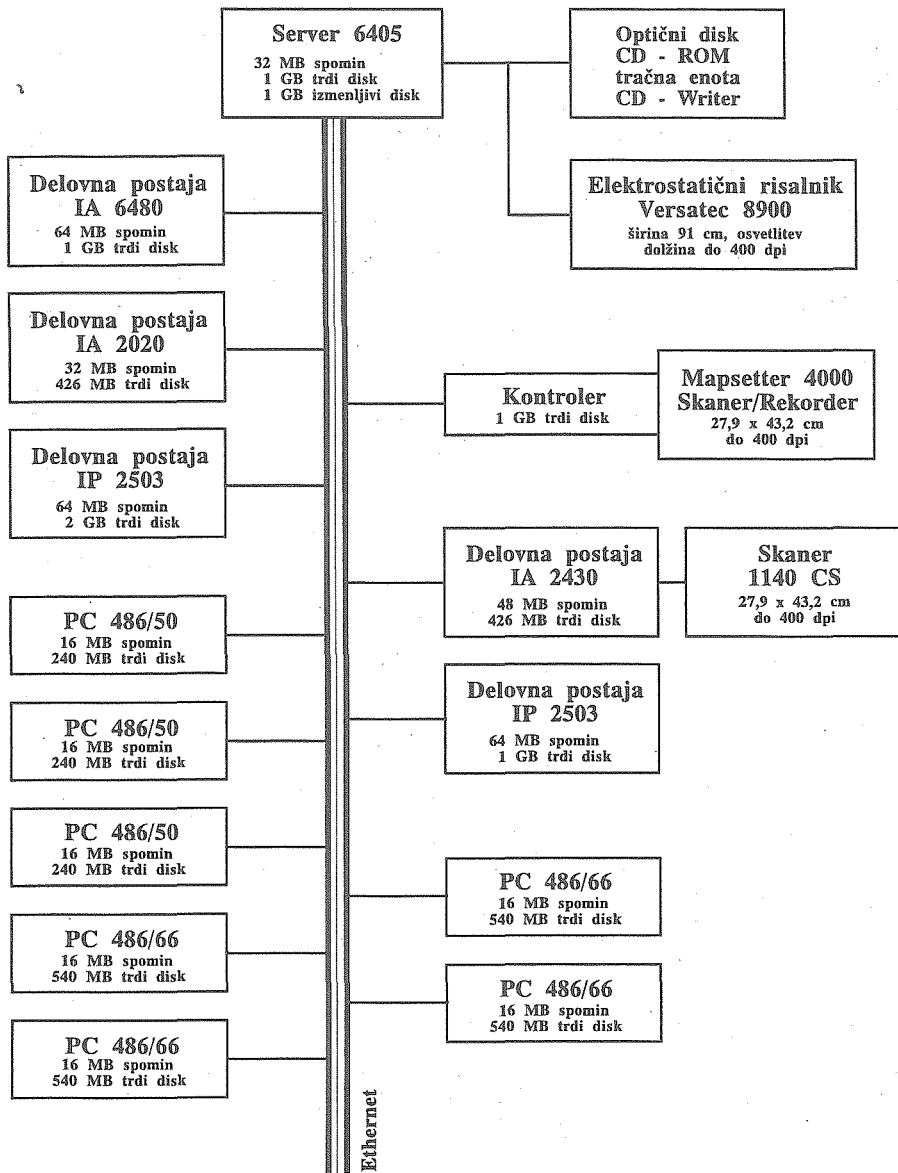 Server 6405
32 MB spomin
1 GB trdi disk
1 GB izmenljivi disk
Optični disk
CD - ROM
tračna enota
CD - Writer
Elektrostatični risalnik
Versatec 8900
širina 91 cm, osvetlitev
dolžina do 400 dpi
Delovna postaja
IA 6480
64 MB spomin
1 GB trdi disk
Delovna postaja
IA 2020
32 MB spomin
426 MB trdi disk
Delovna postaja
IP 2503
64 MB spomin
2 GB trdi disk
PC 486/50
16 MB spomin
240 MB trdi disk
PC 486/50
16 MB spomin
240 MB trdi disk
PC 486/50
16 MB spomin
240 MB trdi disk
PC 486/66
16 MB spomin
540 MB trdi disk
PC 486/66
16 MB spomin
540 MB trdi disk
Kontroler
1 GB trdi disk
Mapsetter 4000
Skaner/Rekorder
27,9 x 43,2 cm
do 400 dpi
Delovna postaja
IA 2430
48 MB spomin
426 MB trdi disk
Skaner
1140 CS
27,9 x 43,2 cm
do 400 dpi
Delovna postaja
IP 2503
64 MB spomin
1 GB trdi disk
PC 486/66
16 MB spomin
540 MB trdi disk
PC 486/66
16 MB spomin
540 MB trdi disk
Ethernet